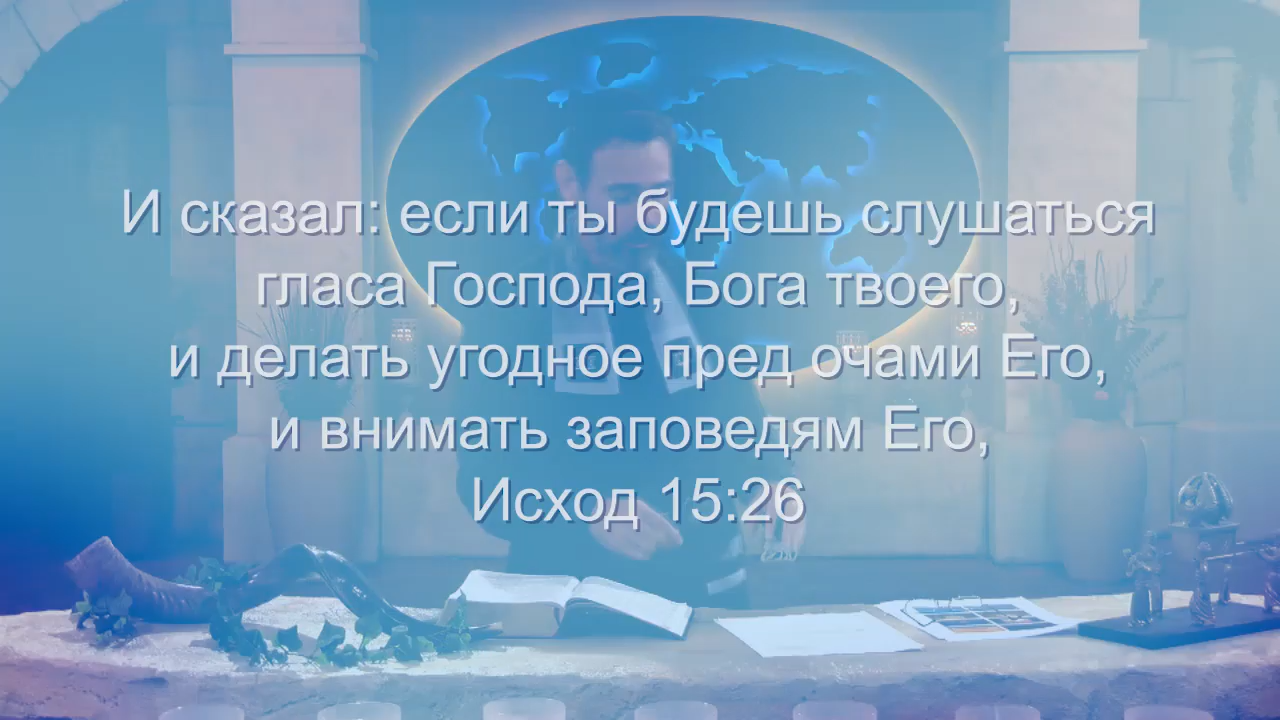 И сказал: если ты будешь слушаться
гласа Господа, Бога твоего,
и делать угодное пред очами Его,
и внимать заповедям Его,
Исход 15:26